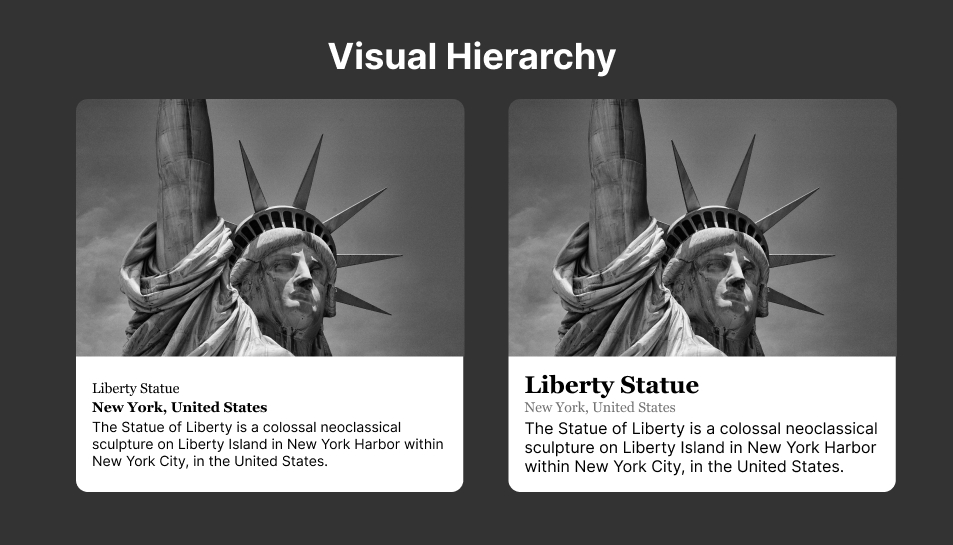 Visual Hierarchy
Liberty Statue
New York, United States
The Statue of Liberty is a colossal neoclassical
sculpture on Liberty Island in New York Harbor within
New York City, in the United States.
Liberty Statue
New York, United States
The Statue of Liberty is a colossal neoclassical
sculpture on Liberty Island in New York Harbor
within New York City, in the United States.